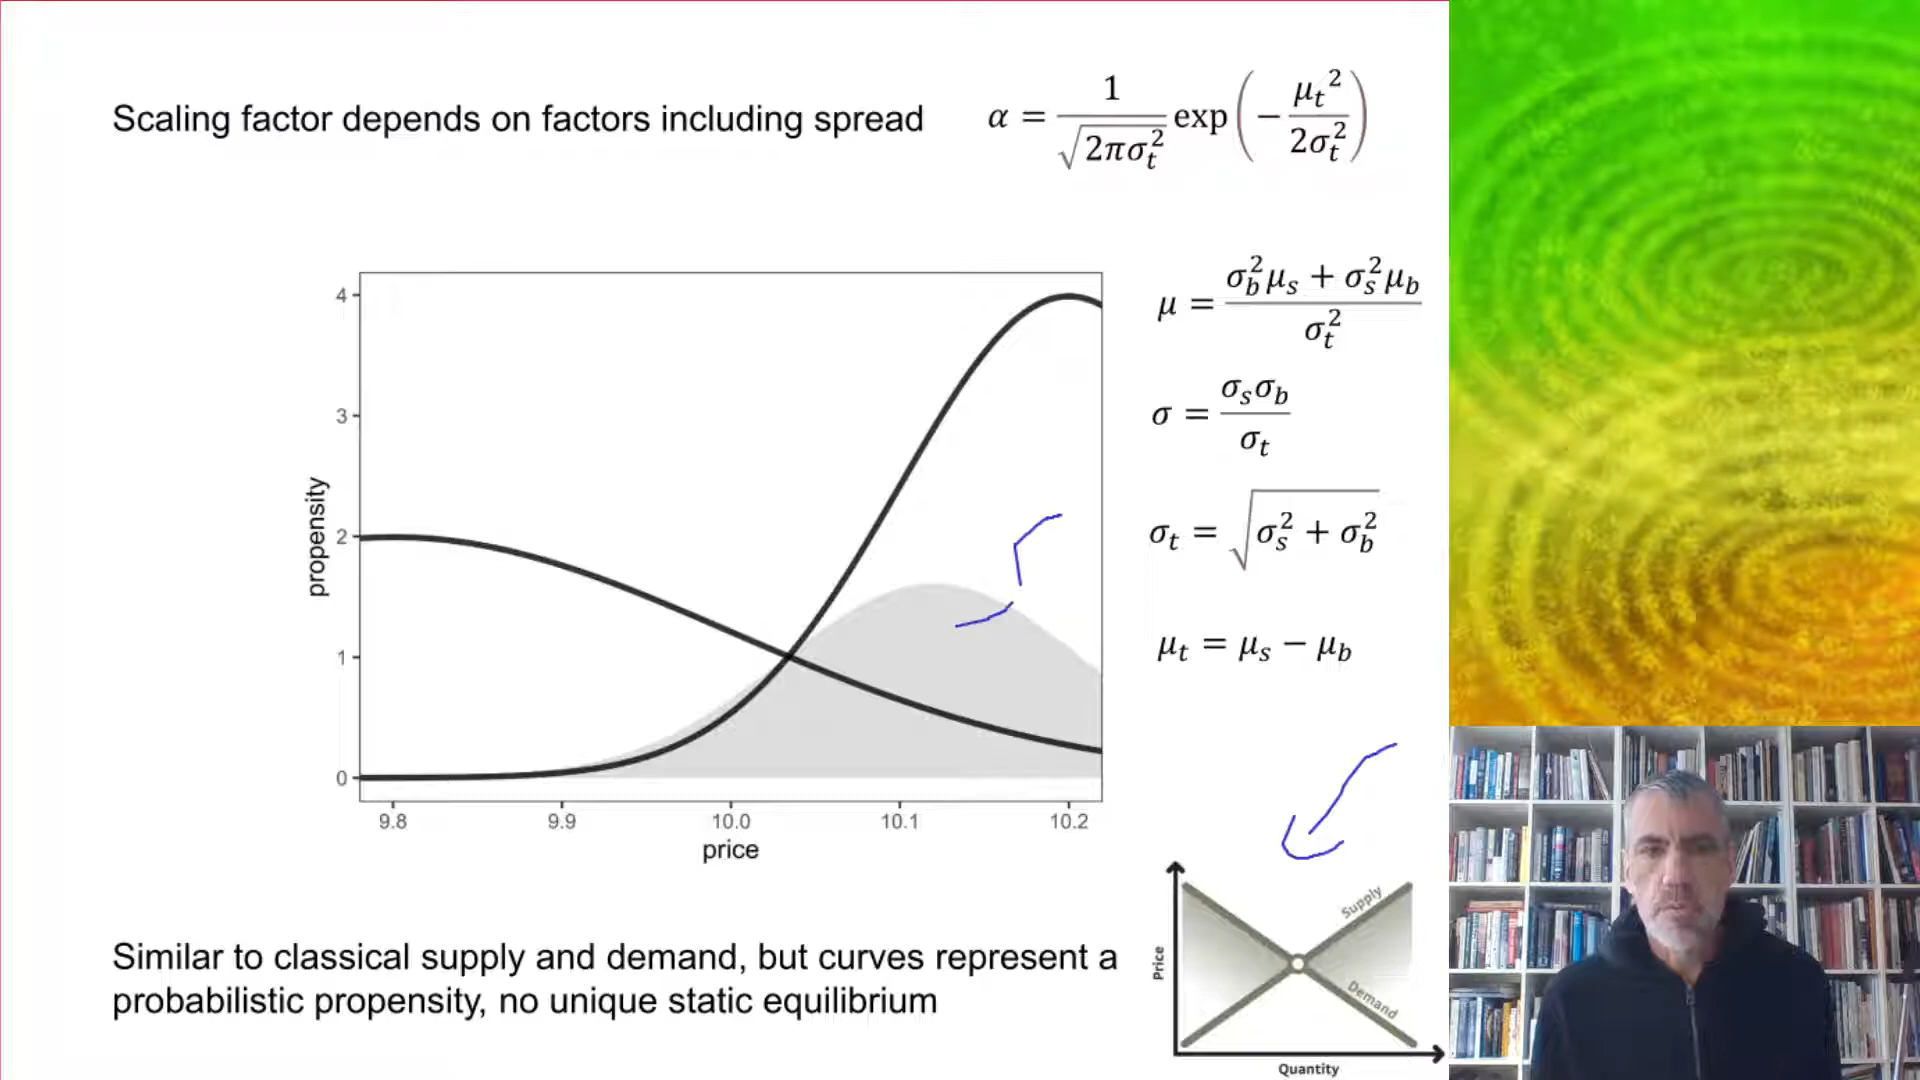 Scaling factor depends on factors including spread
α = 1 / √(2πσ_t²) exp(−μ_t² / 2σ_t²)
μ = (σ_b²μ_s + σ_s²μ_b) / σ_t²
σ = σ_sσ_b / σ_t
σ_t = √(σ_s² + σ_b²)
μ_t = μ_s − μ_b
propensity
4
3
2
1
0
9.8 9.9 10.0 10.1 10.2
price
Similar to classical supply and demand, but curves represent a
probabilistic propensity, no unique static equilibrium
Price
Supply
Demand
Quantity